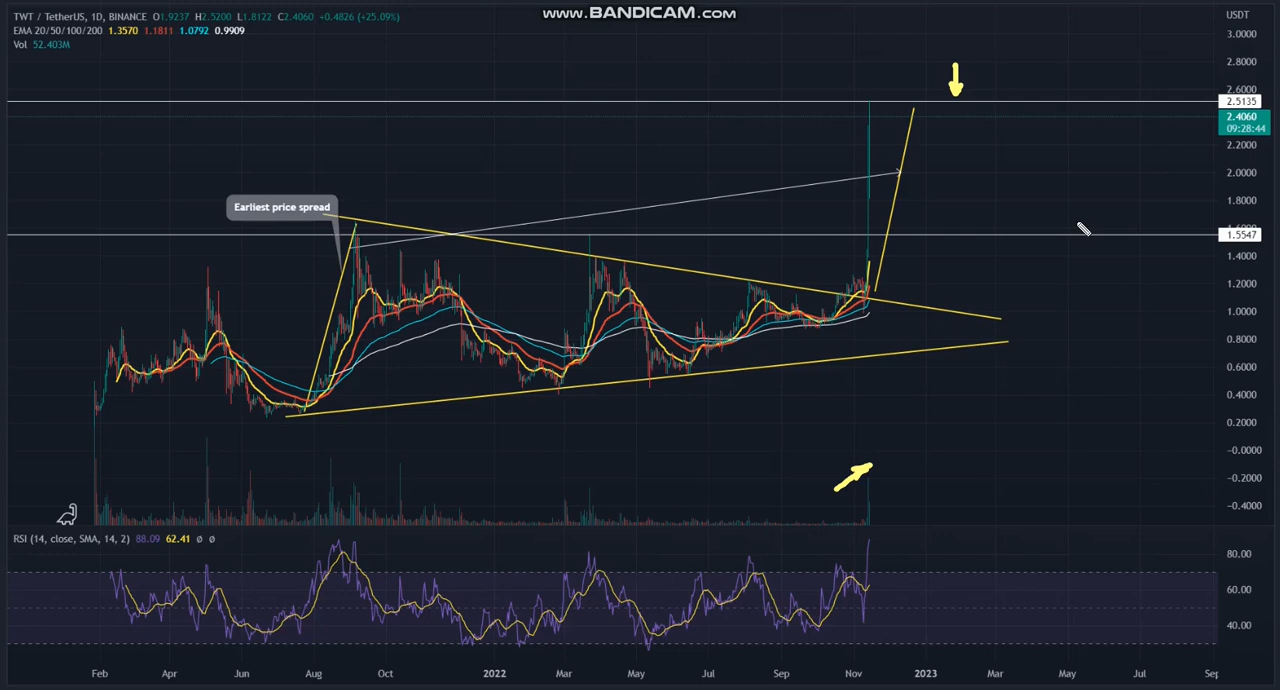 www.BANDICAM.com
TWT / TetherUS, 1D, BINANCE O1.9237 H2.5200 L1.8122 C2.4060 +0.4826 (+25.09%)
EMA 20/50/100/200 1.3570 1.1811 1.0792 0.9909
Vol 52.403M
USDT
3.0000
2.8000
2.6000
2.5135
2.4060
09:28:44
2.2000
2.0000
1.8000
1.5547
1.4000
1.2000
1.0000
0.8000
0.6000
0.4000
0.2000
−0.0000
−0.2000
−0.4000
Earliest price spread
RSI (14, close, SMA, 14, 2) 88.09 62.41 ø ø
80.00
60.00
40.00
Feb Apr Jun Aug Oct 2022 Mar May Jul Sep Nov 2023 Mar May Jul Sep